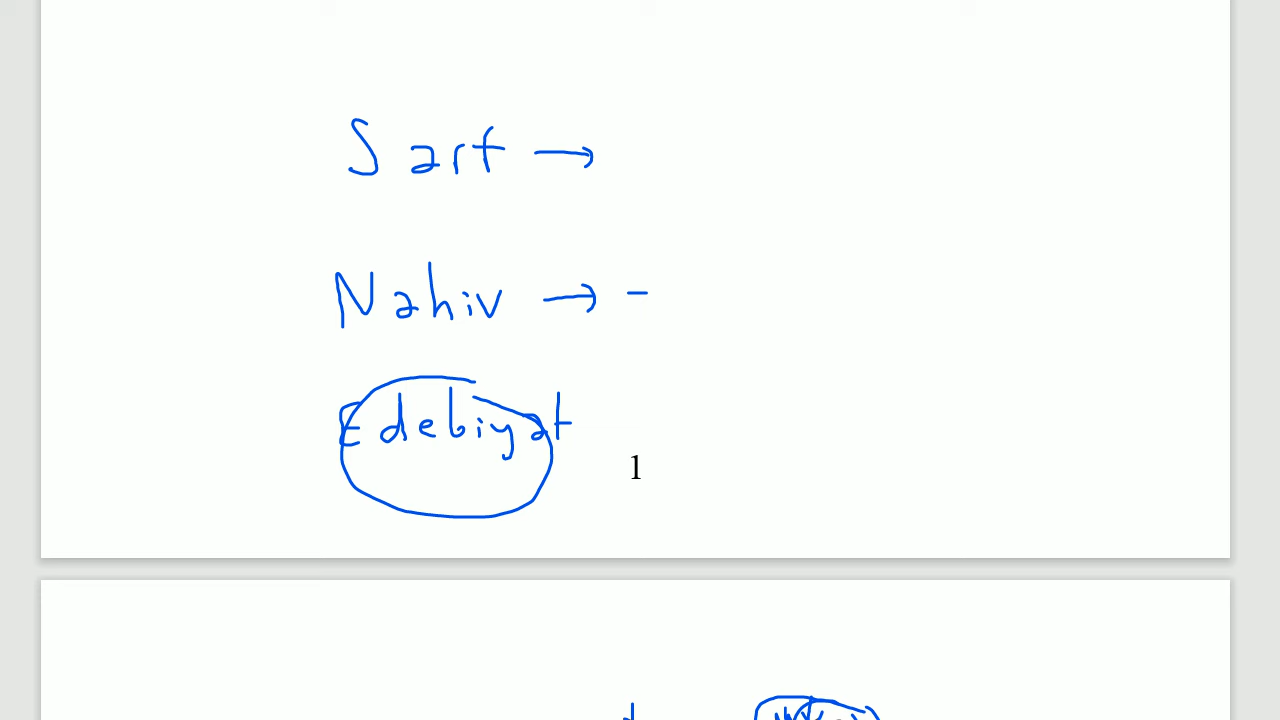 Sarf →
Nahiv → -
Edebiyat
1